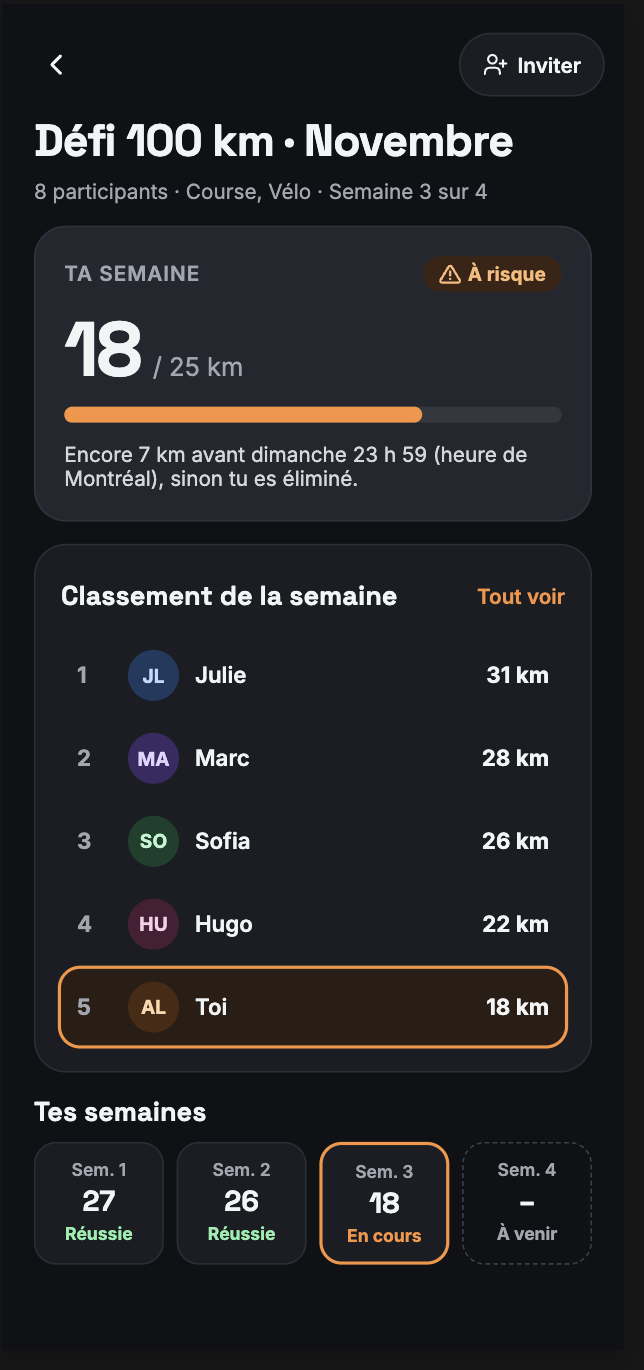 Inviter
Défi 100 km · Novembre
8 participants · Course, Vélo · Semaine 3 sur 4
TA SEMAINE
À risque
18 / 25 km
Encore 7 km avant dimanche 23 h 59 (heure de
Montréal), sinon tu es éliminé.
Classement de la semaine
Tout voir
1 JL Julie 31 km
2 MA Marc 28 km
3 SO Sofia 26 km
4 HU Hugo 22 km
5 AL Toi 18 km
Tes semaines
Sem. 1
27
Réussie
Sem. 2
26
Réussie
Sem. 3
18
En cours
Sem. 4
–
À venir